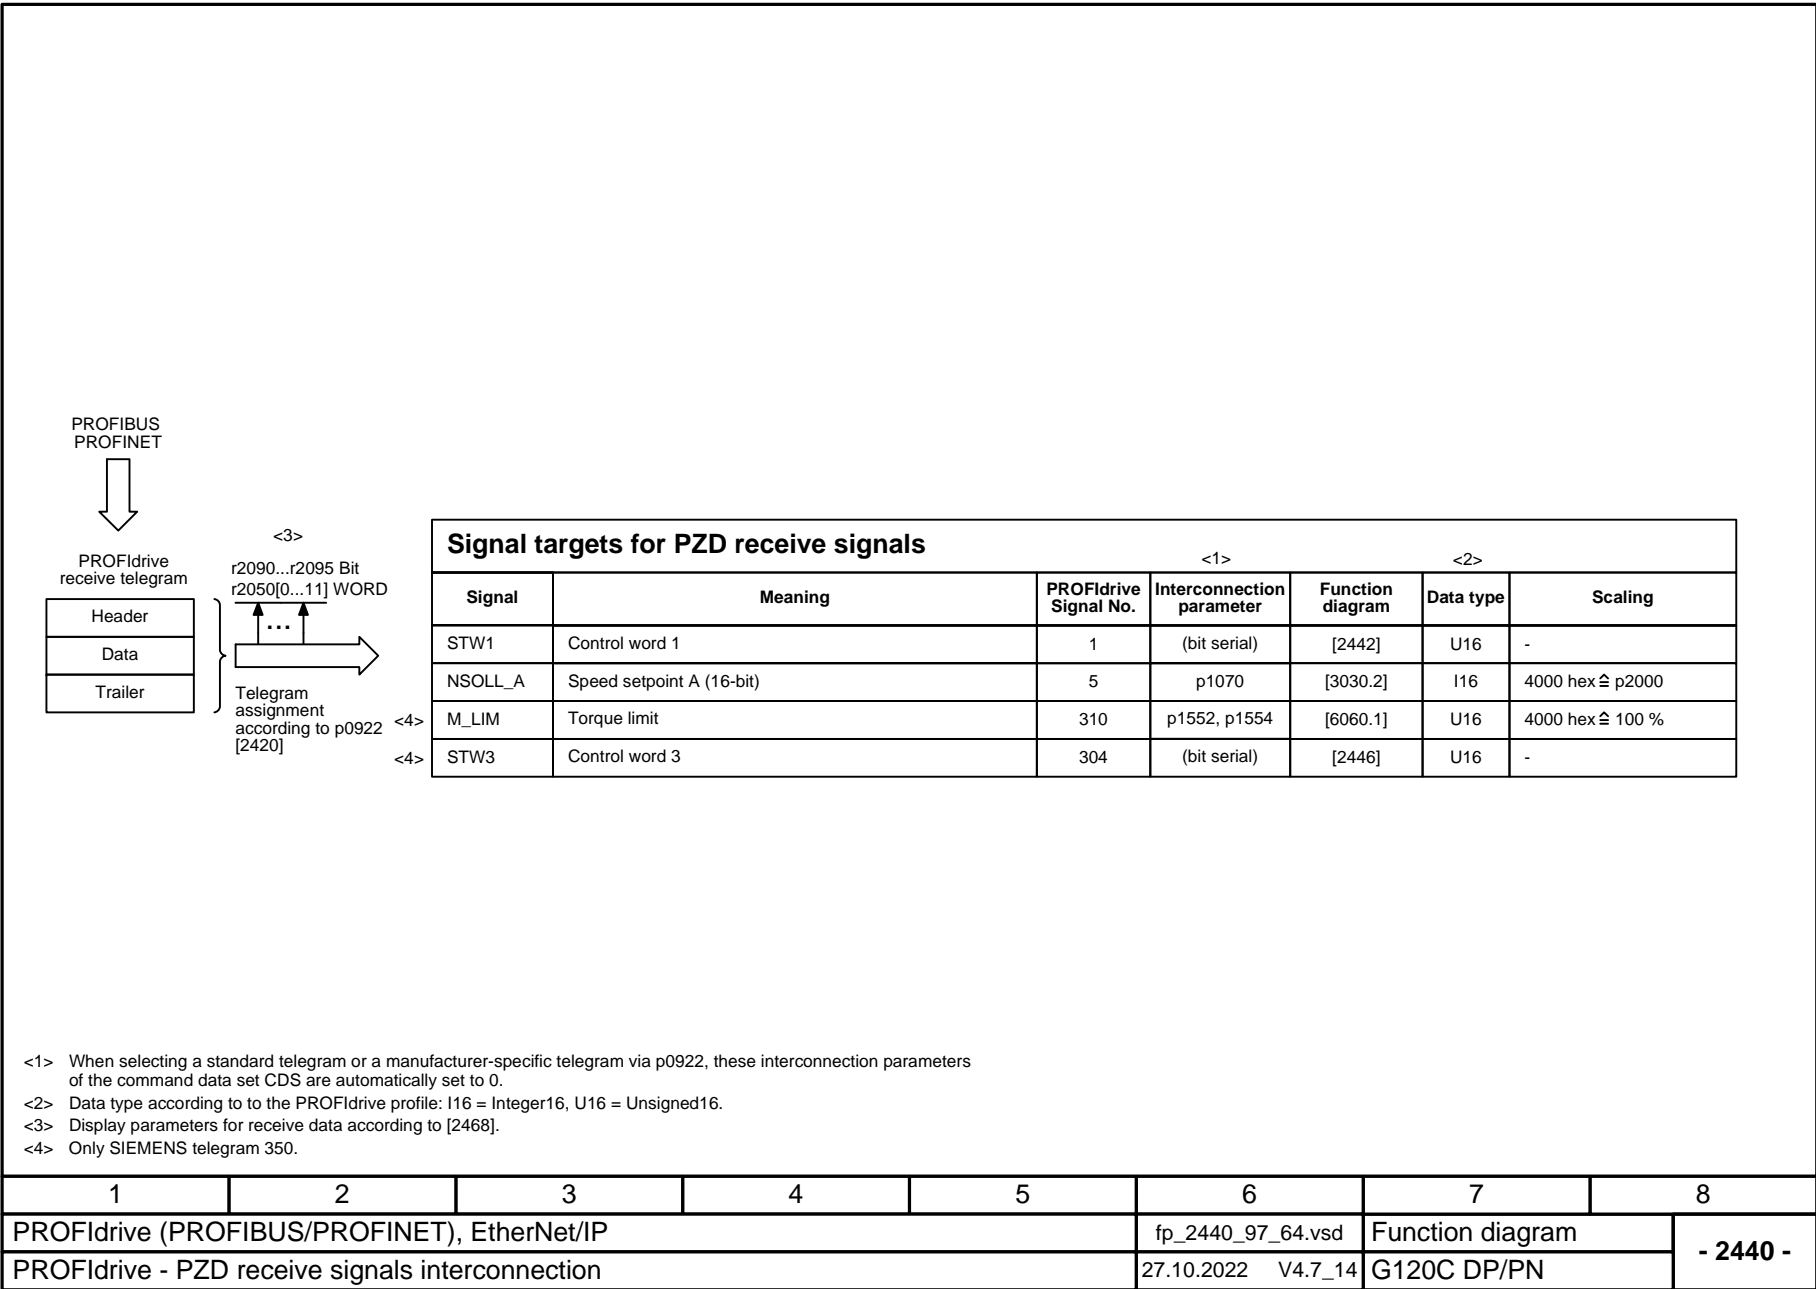 PROFIBUS
PROFINET
PROFIdrive
receive telegram
Header
Data
Trailer
<3>
r2090...r2095 Bit
r2050[0...11] WORD
...
Telegram
assignment
according to p0922
[2420]
<4>
<4>
Signal targets for PZD receive signals
<1> <2>
Signal Meaning PROFIdrive Signal No. Interconnection parameter Function diagram Data type Scaling
STW1 Control word 1 1 (bit serial) [2442] U16 -
NSOLL_A Speed setpoint A (16-bit) 5 p1070 [3030.2] I16 4000 hex ≙ p2000
M_LIM Torque limit 310 p1552, p1554 [6060.1] U16 4000 hex ≙ 100 %
STW3 Control word 3 304 (bit serial) [2446] U16 -
<1> When selecting a standard telegram or a manufacturer-specific telegram via p0922, these interconnection parameters
of the command data set CDS are automatically set to 0.
<2> Data type according to to the PROFIdrive profile: I16 = Integer16, U16 = Unsigned16.
<3> Display parameters for receive data according to [2468].
<4> Only SIEMENS telegram 350.
1 2 3 4 5 6 7 8
PROFIdrive (PROFIBUS/PROFINET), EtherNet/IP fp_2440_97_64.vsd Function diagram
- 2440 -
PROFIdrive - PZD receive signals interconnection 27.10.2022 V4.7_14 G120C DP/PN